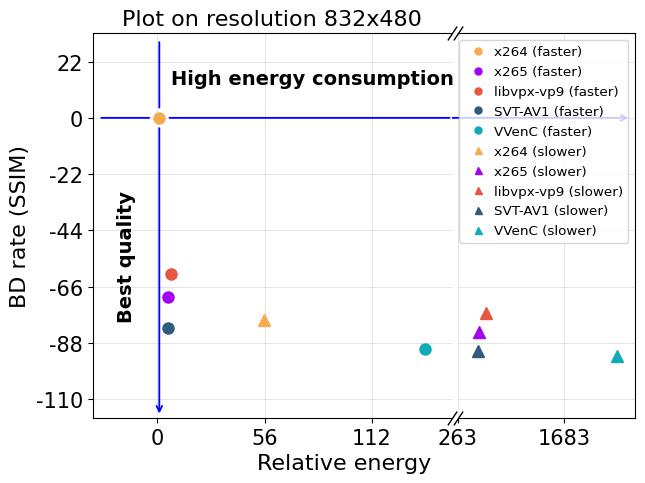 Plot on resolution 832x480
22
0
-22
-44
-66
-88
-110
BD rate (SSIM)
High energy consumption
Best quality
x264 (faster)
x265 (faster)
libvpx-vp9 (faster)
SVT-AV1 (faster)
VVenC (faster)
x264 (slower)
x265 (slower)
libvpx-vp9 (slower)
SVT-AV1 (slower)
VVenC (slower)
0 56 112 263 1683
Relative energy